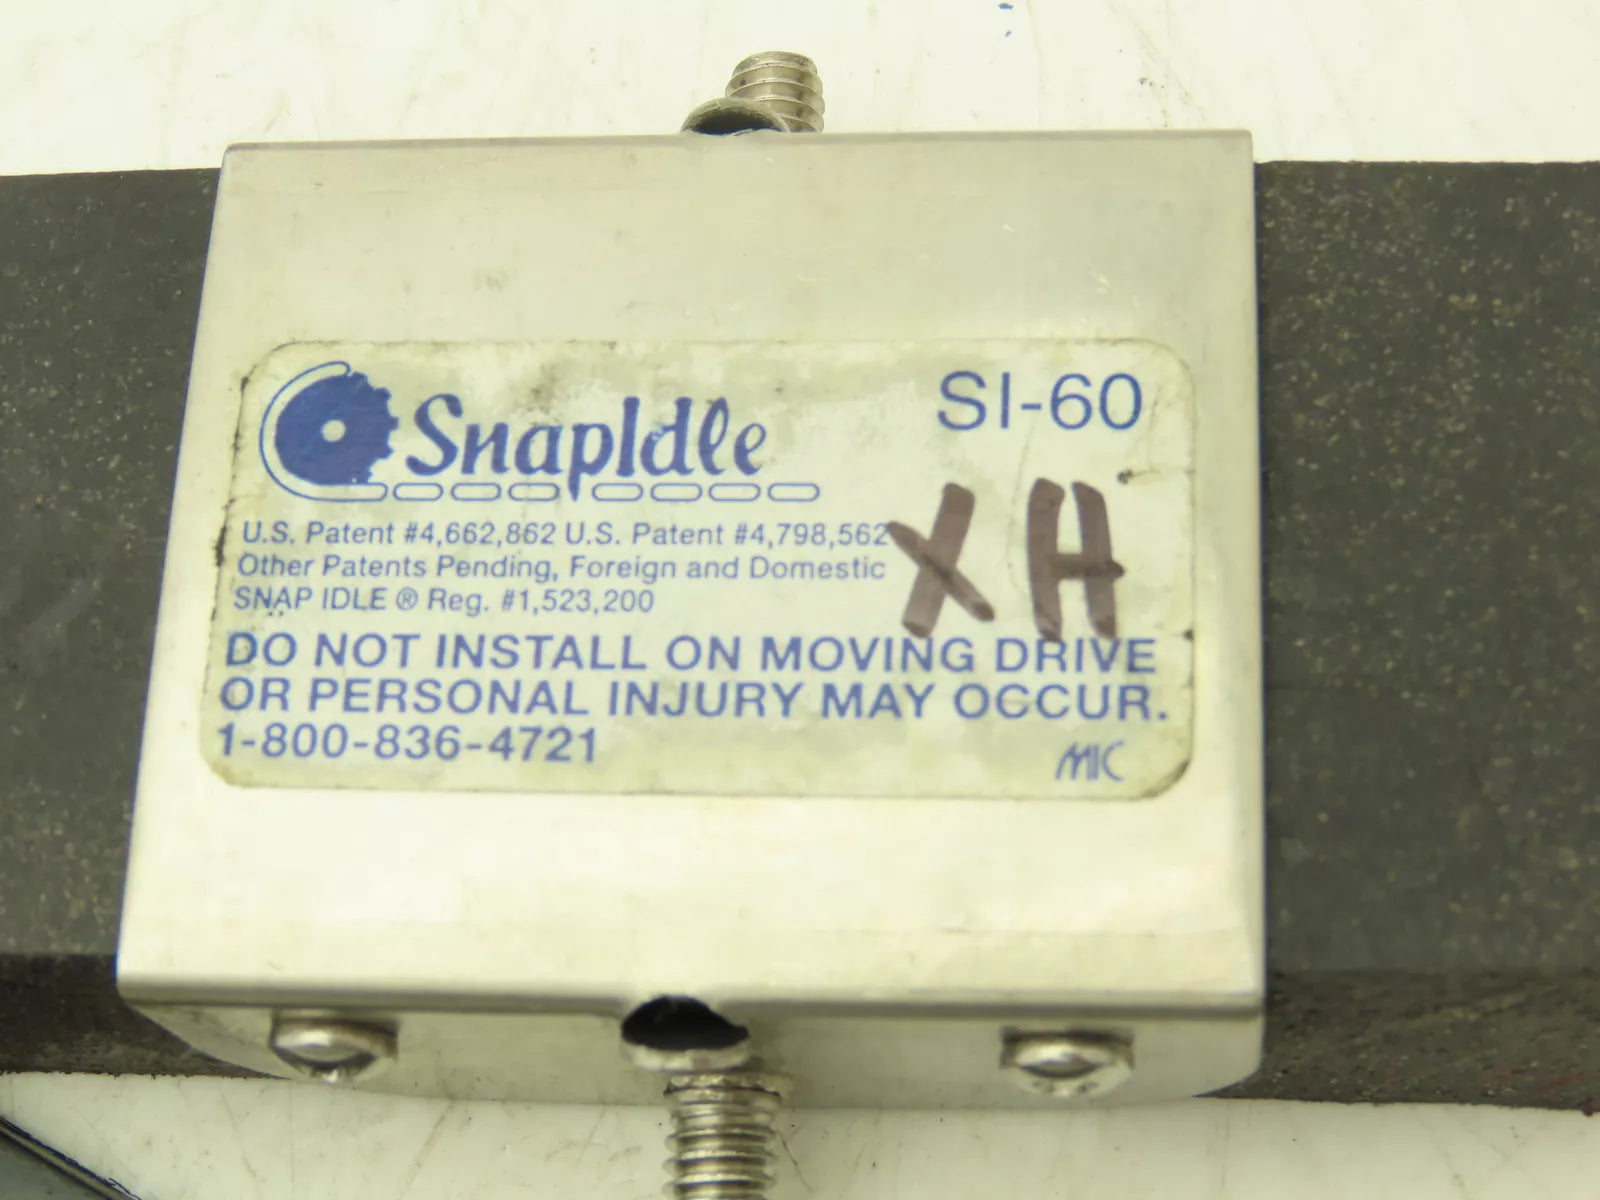 SnapIdle
SI-60
XH
U.S. Patent #4,662,862 U.S. Patent #4,798,562
Other Patents Pending, Foreign and Domestic
SNAP IDLE ® Reg. #1,523,200
DO NOT INSTALL ON MOVING DRIVE
OR PERSONAL INJURY MAY OCCUR.
1-800-836-4721
MIC